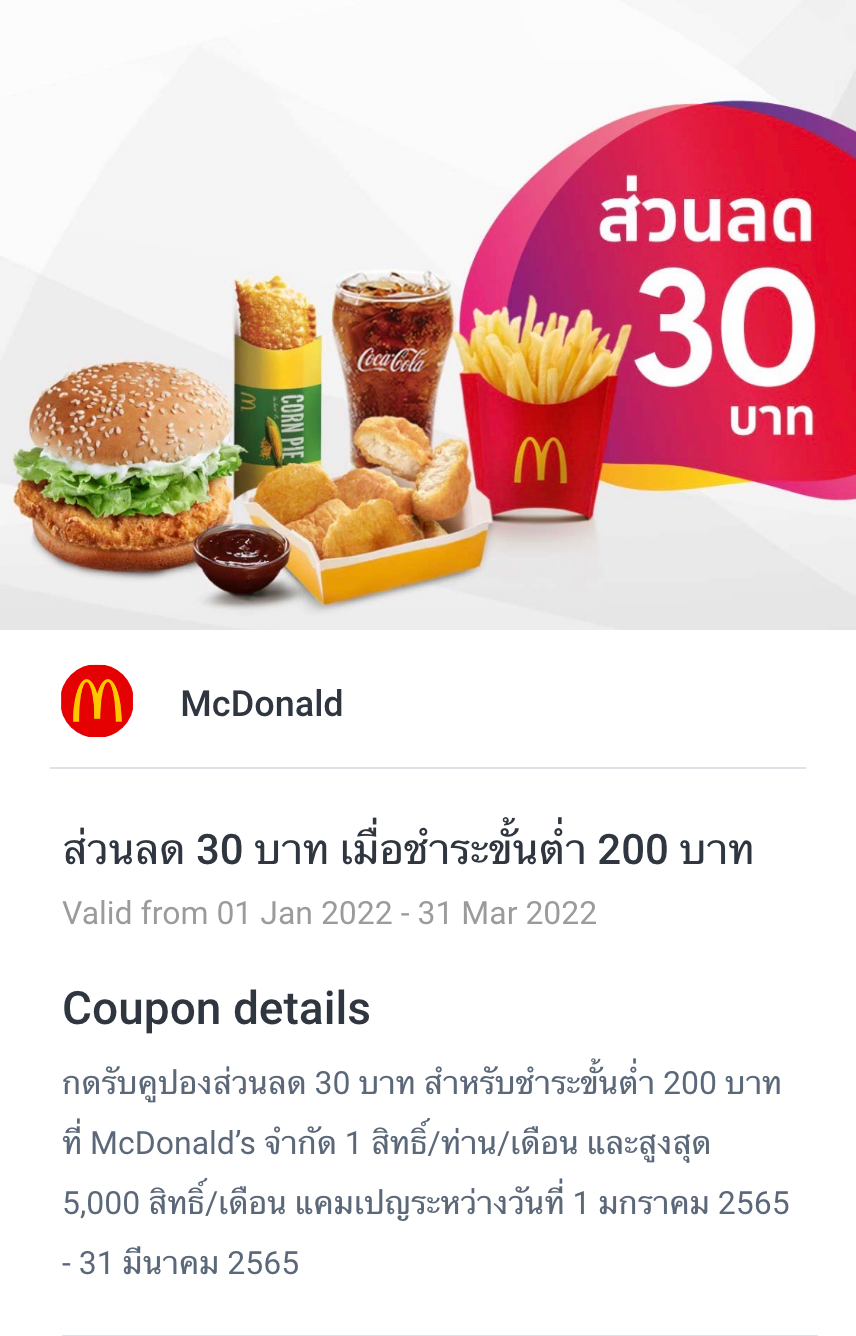 ส่วนลด
30
บาท
Coca-Cola
CORN PIE
McDonald
ส่วนลด 30 บาท เมื่อชำระขั้นต่ำ 200 บาท
Valid from 01 Jan 2022 - 31 Mar 2022
Coupon details
กดรับคูปองส่วนลด 30 บาท สำหรับชำระขั้นต่ำ 200 บาท
ที่ McDonald’s จำกัด 1 สิทธิ์/ท่าน/เดือน และสูงสุด
5,000 สิทธิ์/เดือน แคมเปญระหว่างวันที่ 1 มกราคม 2565
- 31 มีนาคม 2565